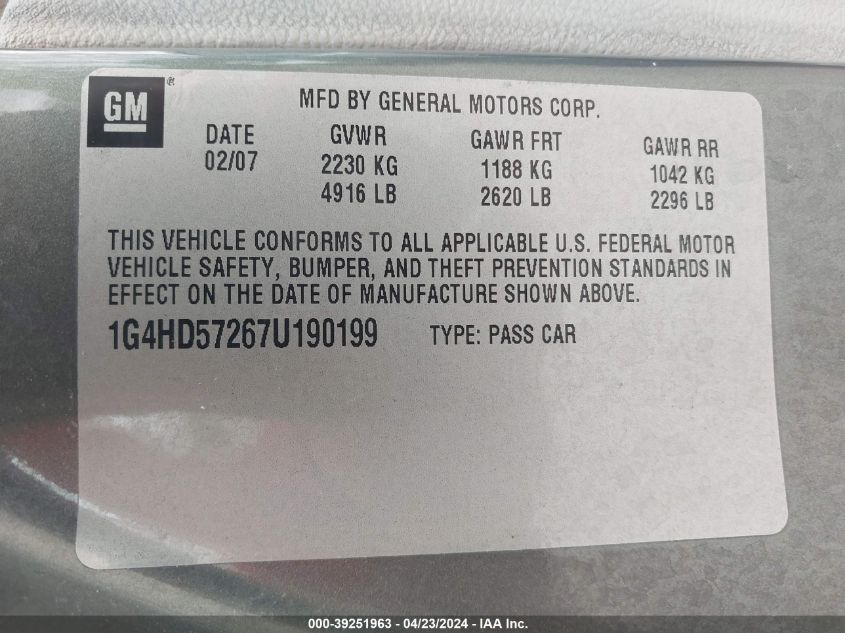 GM®
MFD BY GENERAL MOTORS CORP.
DATE GVWR GAWR FRT GAWR RR
02/07 2230 KG 1188 KG 1042 KG
4916 LB 2620 LB 2296 LB
THIS VEHICLE CONFORMS TO ALL APPLICABLE U.S. FEDERAL MOTOR
VEHICLE SAFETY, BUMPER, AND THEFT PREVENTION STANDARDS IN
EFFECT ON THE DATE OF MANUFACTURE SHOWN ABOVE.
1G4HD57267U190199 TYPE: PASS CAR
000-39251963 - 04/23/2024 - IAA Inc.